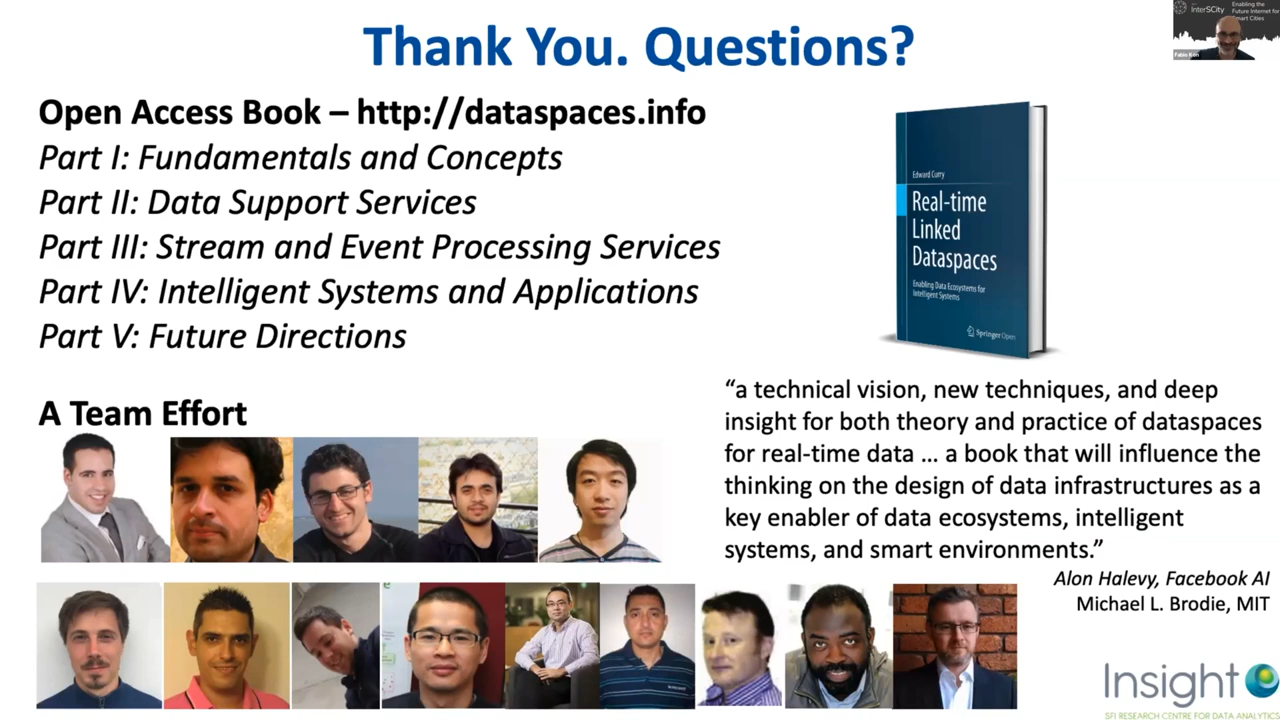 Thank You. Questions?
InterSCity
Enabling the
Future Internet for
Smart Cities
Fabio Kon
Open Access Book – http://dataspaces.info
Part I: Fundamentals and Concepts
Part II: Data Support Services
Part III: Stream and Event Processing Services
Part IV: Intelligent Systems and Applications
Part V: Future Directions
Edward Curry
Real-time
Linked
Dataspaces
Enabling Data Ecosystems for
Intelligent Systems
Springer Open
A Team Effort
“a technical vision, new techniques, and deep
insight for both theory and practice of dataspaces
for real-time data … a book that will influence the
thinking on the design of data infrastructures as a
key enabler of data ecosystems, intelligent
systems, and smart environments.”
Alon Halevy, Facebook AI
Michael L. Brodie, MIT
Insight
SFI RESEARCH CENTRE FOR DATA ANALYTICS